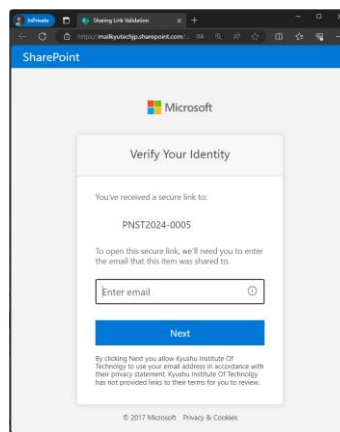 InPrivate
Sharing Link Validation
https://mailkyutechjp.sharepoint.com/...
SharePoint
Microsoft
Verify Your Identity
You've received a secure link to:
PNST2024-0005
To open this secure link, we'll need you to enter
the email that this item was shared to.
Enter email
Next
By clicking Next you allow Kyushu Institute Of
Technolgy to use your email address in accordance with
their privacy statement. Kyushu Institute Of Technolgy
has not provided links to their terms for you to review.
© 2017 Microsoft Privacy & Cookies